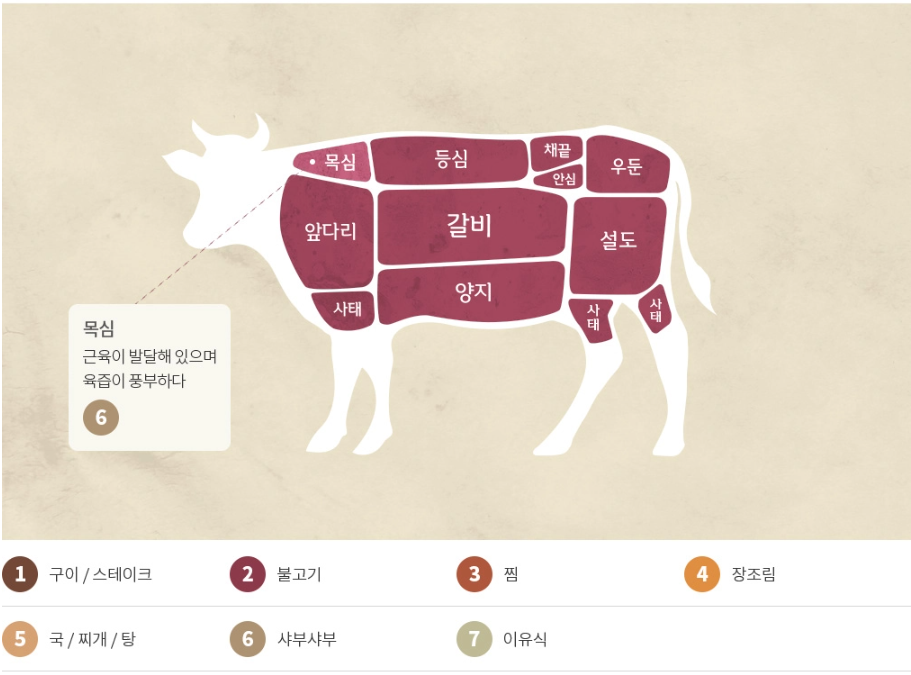 목심
등심
채끝
안심
우둔
앞다리
갈비
설도
사태
양지
사
태
사
태
목심
근육이 발달해 있으며
육즙이 풍부하다
6
1 구이 / 스테이크
2 불고기
3 찜
4 장조림
5 국 / 찌개 / 탕
6 샤부샤부
7 이유식